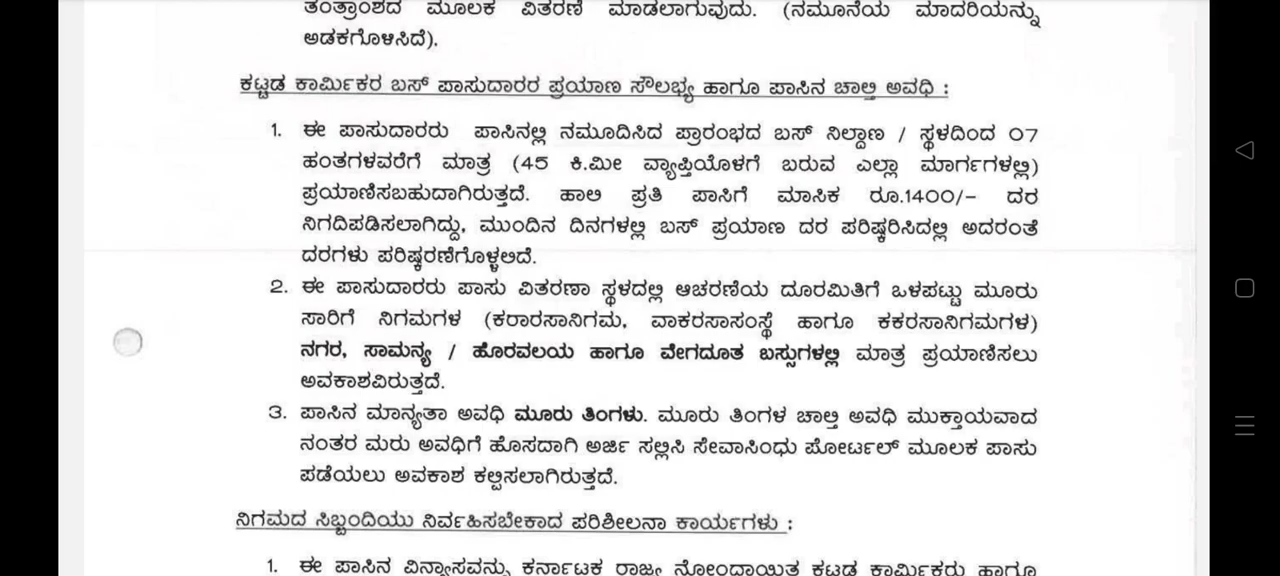 ತಂತ್ರಾಂಶದ ಮೂಲಕ ವಿತರಣೆ ಮಾಡಲಾಗುವುದು. (ನಮೂನೆಯ ಮಾದರಿಯನ್ನು
ಅಡಕಗೊಳಿಸಿದೆ).
ಕಟ್ಟಡ ಕಾರ್ಮಿಕರ ಬಸ್ ಪಾಸುದಾರರ ಪ್ರಯಾಣ ಸೌಲಭ್ಯ ಹಾಗೂ ಪಾಸಿನ ಚಾಲ್ತಿ ಅವಧಿ :
1. ಈ ಪಾಸುದಾರರು ಪಾಸಿನಲ್ಲಿ ನಮೂದಿಸಿದ ಪ್ರಾರಂಭದ ಬಸ್ ನಿಲ್ದಾಣ / ಸ್ಥಳದಿಂದ 07
ಹಂತಗಳವರೆಗೆ ಮಾತ್ರ (45 ಕಿ.ಮೀ ವ್ಯಾಪ್ತಿಯೊಳಗೆ ಬರುವ ಎಲ್ಲಾ ಮಾರ್ಗಗಳಲ್ಲಿ)
ಪ್ರಯಾಣಿಸಬಹುದಾಗಿರುತ್ತದೆ. ಹಾಲಿ ಪ್ರತಿ ಪಾಸಿಗೆ ಮಾಸಿಕ ರೂ.1400/- ದರ
ನಿಗದಿಪಡಿಸಲಾಗಿದ್ದು, ಮುಂದಿನ ದಿನಗಳಲ್ಲಿ ಬಸ್ ಪ್ರಯಾಣ ದರ ಪರಿಷ್ಕರಿಸಿದಲ್ಲಿ ಅದರಂತೆ
ದರಗಳು ಪರಿಷ್ಕರಣೆಗೊಳ್ಳಲಿದೆ.
2. ಈ ಪಾಸುದಾರರು ಪಾಸು ವಿತರಣಾ ಸ್ಥಳದಲ್ಲಿ ಆಚರಣೆಯ ದೂರಮಿತಿಗೆ ಒಳಪಟ್ಟು ಮೂರು
ಸಾರಿಗೆ ನಿಗಮಗಳ (ಕರಾರಸಾನಿಗಮ, ವಾಕರಸಾಸಂಸ್ಥೆ ಹಾಗೂ ಕಕರಸಾನಿಗಮಗಳ)
ನಗರ, ಸಾಮನ್ಯ / ಹೊರವಲಯ ಹಾಗೂ ವೇಗದೂತ ಬಸ್ಸುಗಳಲ್ಲಿ ಮಾತ್ರ ಪ್ರಯಾಣಿಸಲು
ಅವಕಾಶವಿರುತ್ತದೆ.
3. ಪಾಸಿನ ಮಾನ್ಯತಾ ಅವಧಿ ಮೂರು ತಿಂಗಳು. ಮೂರು ತಿಂಗಳ ಚಾಲ್ತಿ ಅವಧಿ ಮುಕ್ತಾಯವಾದ
ನಂತರ ಮರು ಅವಧಿಗೆ ಹೊಸದಾಗಿ ಅರ್ಜಿ ಸಲ್ಲಿಸಿ ಸೇವಾಸಿಂಧು ಪೋರ್ಟಲ್ ಮೂಲಕ ಪಾಸು
ಪಡೆಯಲು ಅವಕಾಶ ಕಲ್ಪಿಸಲಾಗಿರುತ್ತದೆ.
ನಿಗಮದ ಸಿಬ್ಬಂದಿಯು ನಿರ್ವಹಿಸಬೇಕಾದ ಪರಿಶೀಲನಾ ಕಾರ್ಯಗಳು :
1. ಈ ಪಾಸಿನ ವಿನ್ಯಾಸವನ್ನು ಕರ್ನಾಟಕ ರಾಜ್ಯ ನೋಂದಾಯಿತ ಕಟ್ಟಡ ಕಾರ್ಮಿಕರು ಹಾಗೂ